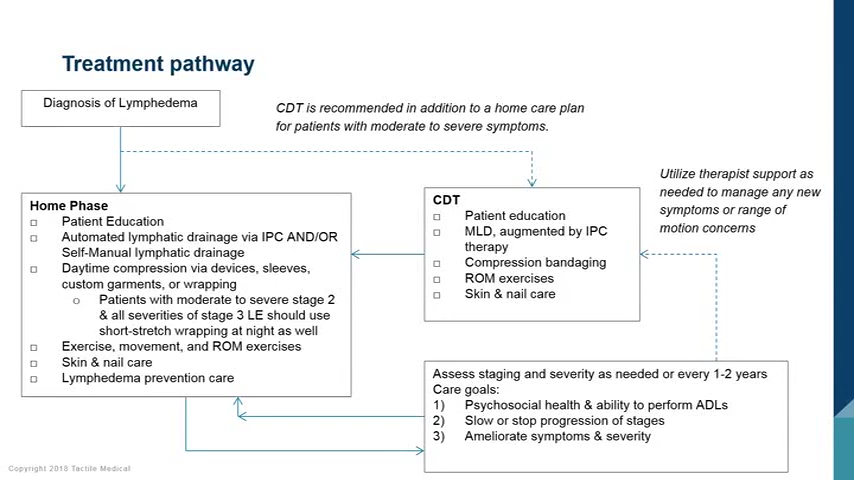 Treatment pathway
Diagnosis of Lymphedema
CDT is recommended in addition to a home care plan
for patients with moderate to severe symptoms.
Utilize therapist support as
needed to manage any new
symptoms or range of
motion concerns
Home Phase
Patient Education
Automated lymphatic drainage via IPC AND/OR
Self-Manual lymphatic drainage
Daytime compression via devices, sleeves,
custom garments, or wrapping
Patients with moderate to severe stage 2
& all severities of stage 3 LE should use
short-stretch wrapping at night as well
Exercise, movement, and ROM exercises
Skin & nail care
Lymphedema prevention care
CDT
Patient education
MLD, augmented by IPC
therapy
Compression bandaging
ROM exercises
Skin & nail care
Assess staging and severity as needed or every 1-2 years
Care goals:
1) Psychosocial health & ability to perform ADLs
2) Slow or stop progression of stages
3) Ameliorate symptoms & severity
Copyright 2018 Tactile Medical